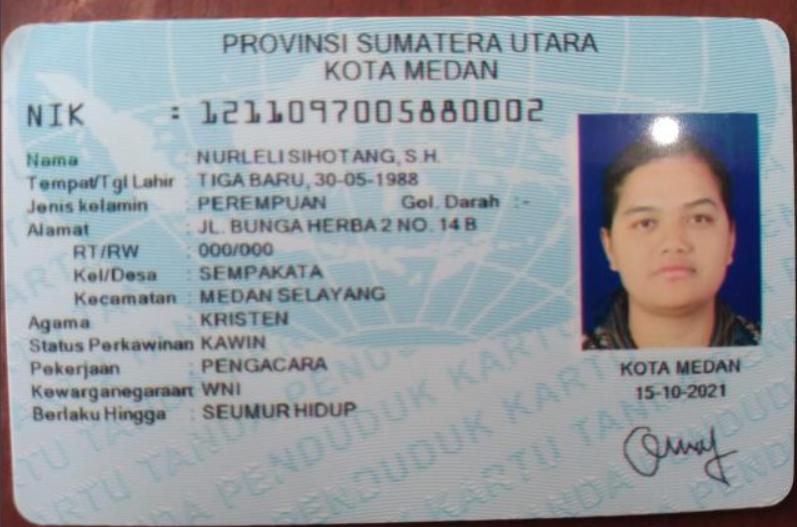 PROVINSI SUMATERA UTARA
KOTA MEDAN
NIK : 1211097005880002
Nama : NURLELI SIHOTANG, S.H.
Tempat/Tgl Lahir : TIGA BARU, 30-05-1988
Jenis kelamin : PEREMPUAN Gol. Darah :-
Alamat : JL. BUNGA HERBA 2 NO. 14 B
RT/RW : 000/000
Kel/Desa : SEMPAKATA
Kecamatan : MEDAN SELAYANG
Agama : KRISTEN
Status Perkawinan KAWIN
Pekerjaan : PENGACARA
Kewarganegaraan WNI
Berlaku Hingga : SEUMUR HIDUP
KOTA MEDAN
15-10-2021